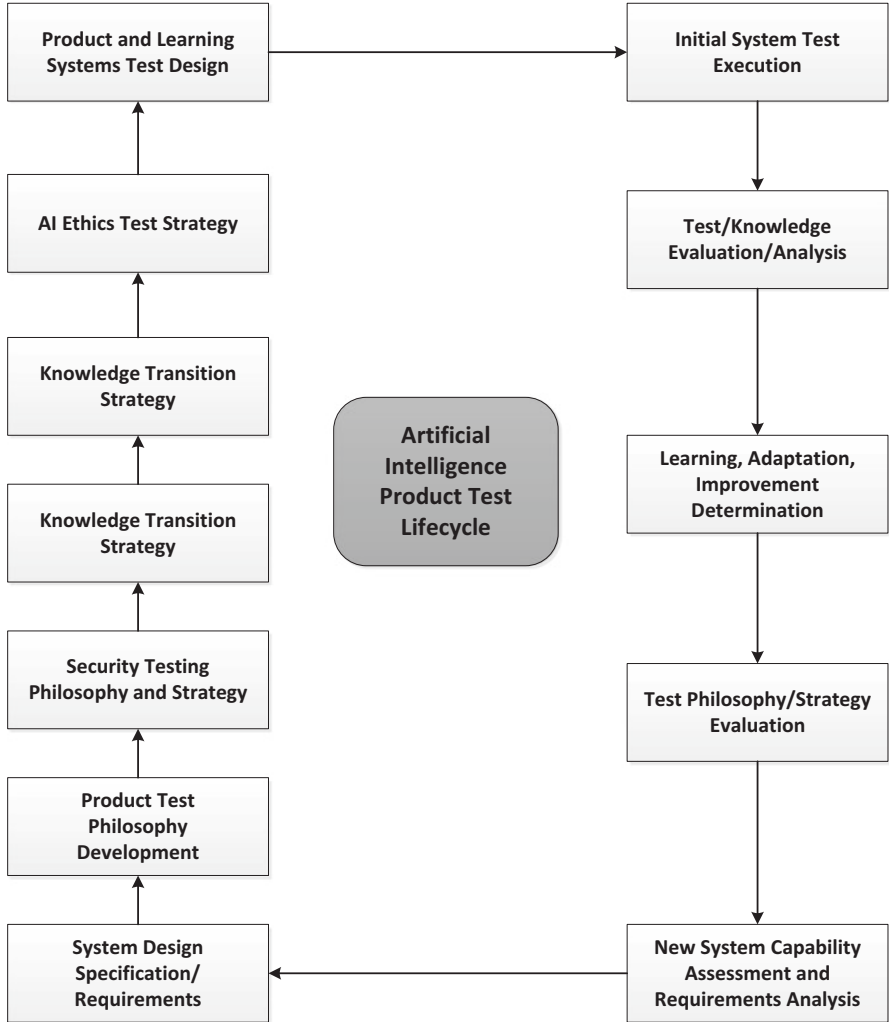 Product and Learning
Systems Test Design
Initial System Test
Execution
AI Ethics Test Strategy
Test/Knowledge
Evaluation/Analysis
Knowledge Transition
Strategy
Artificial
Intelligence
Product Test
Lifecycle
Learning, Adaptation,
Improvement
Determination
Knowledge Transition
Strategy
Security Testing
Philosophy and Strategy
Test Philosophy/Strategy
Evaluation
Product Test
Philosophy
Development
System Design
Specification/
Requirements
New System Capability
Assessment and
Requirements Analysis